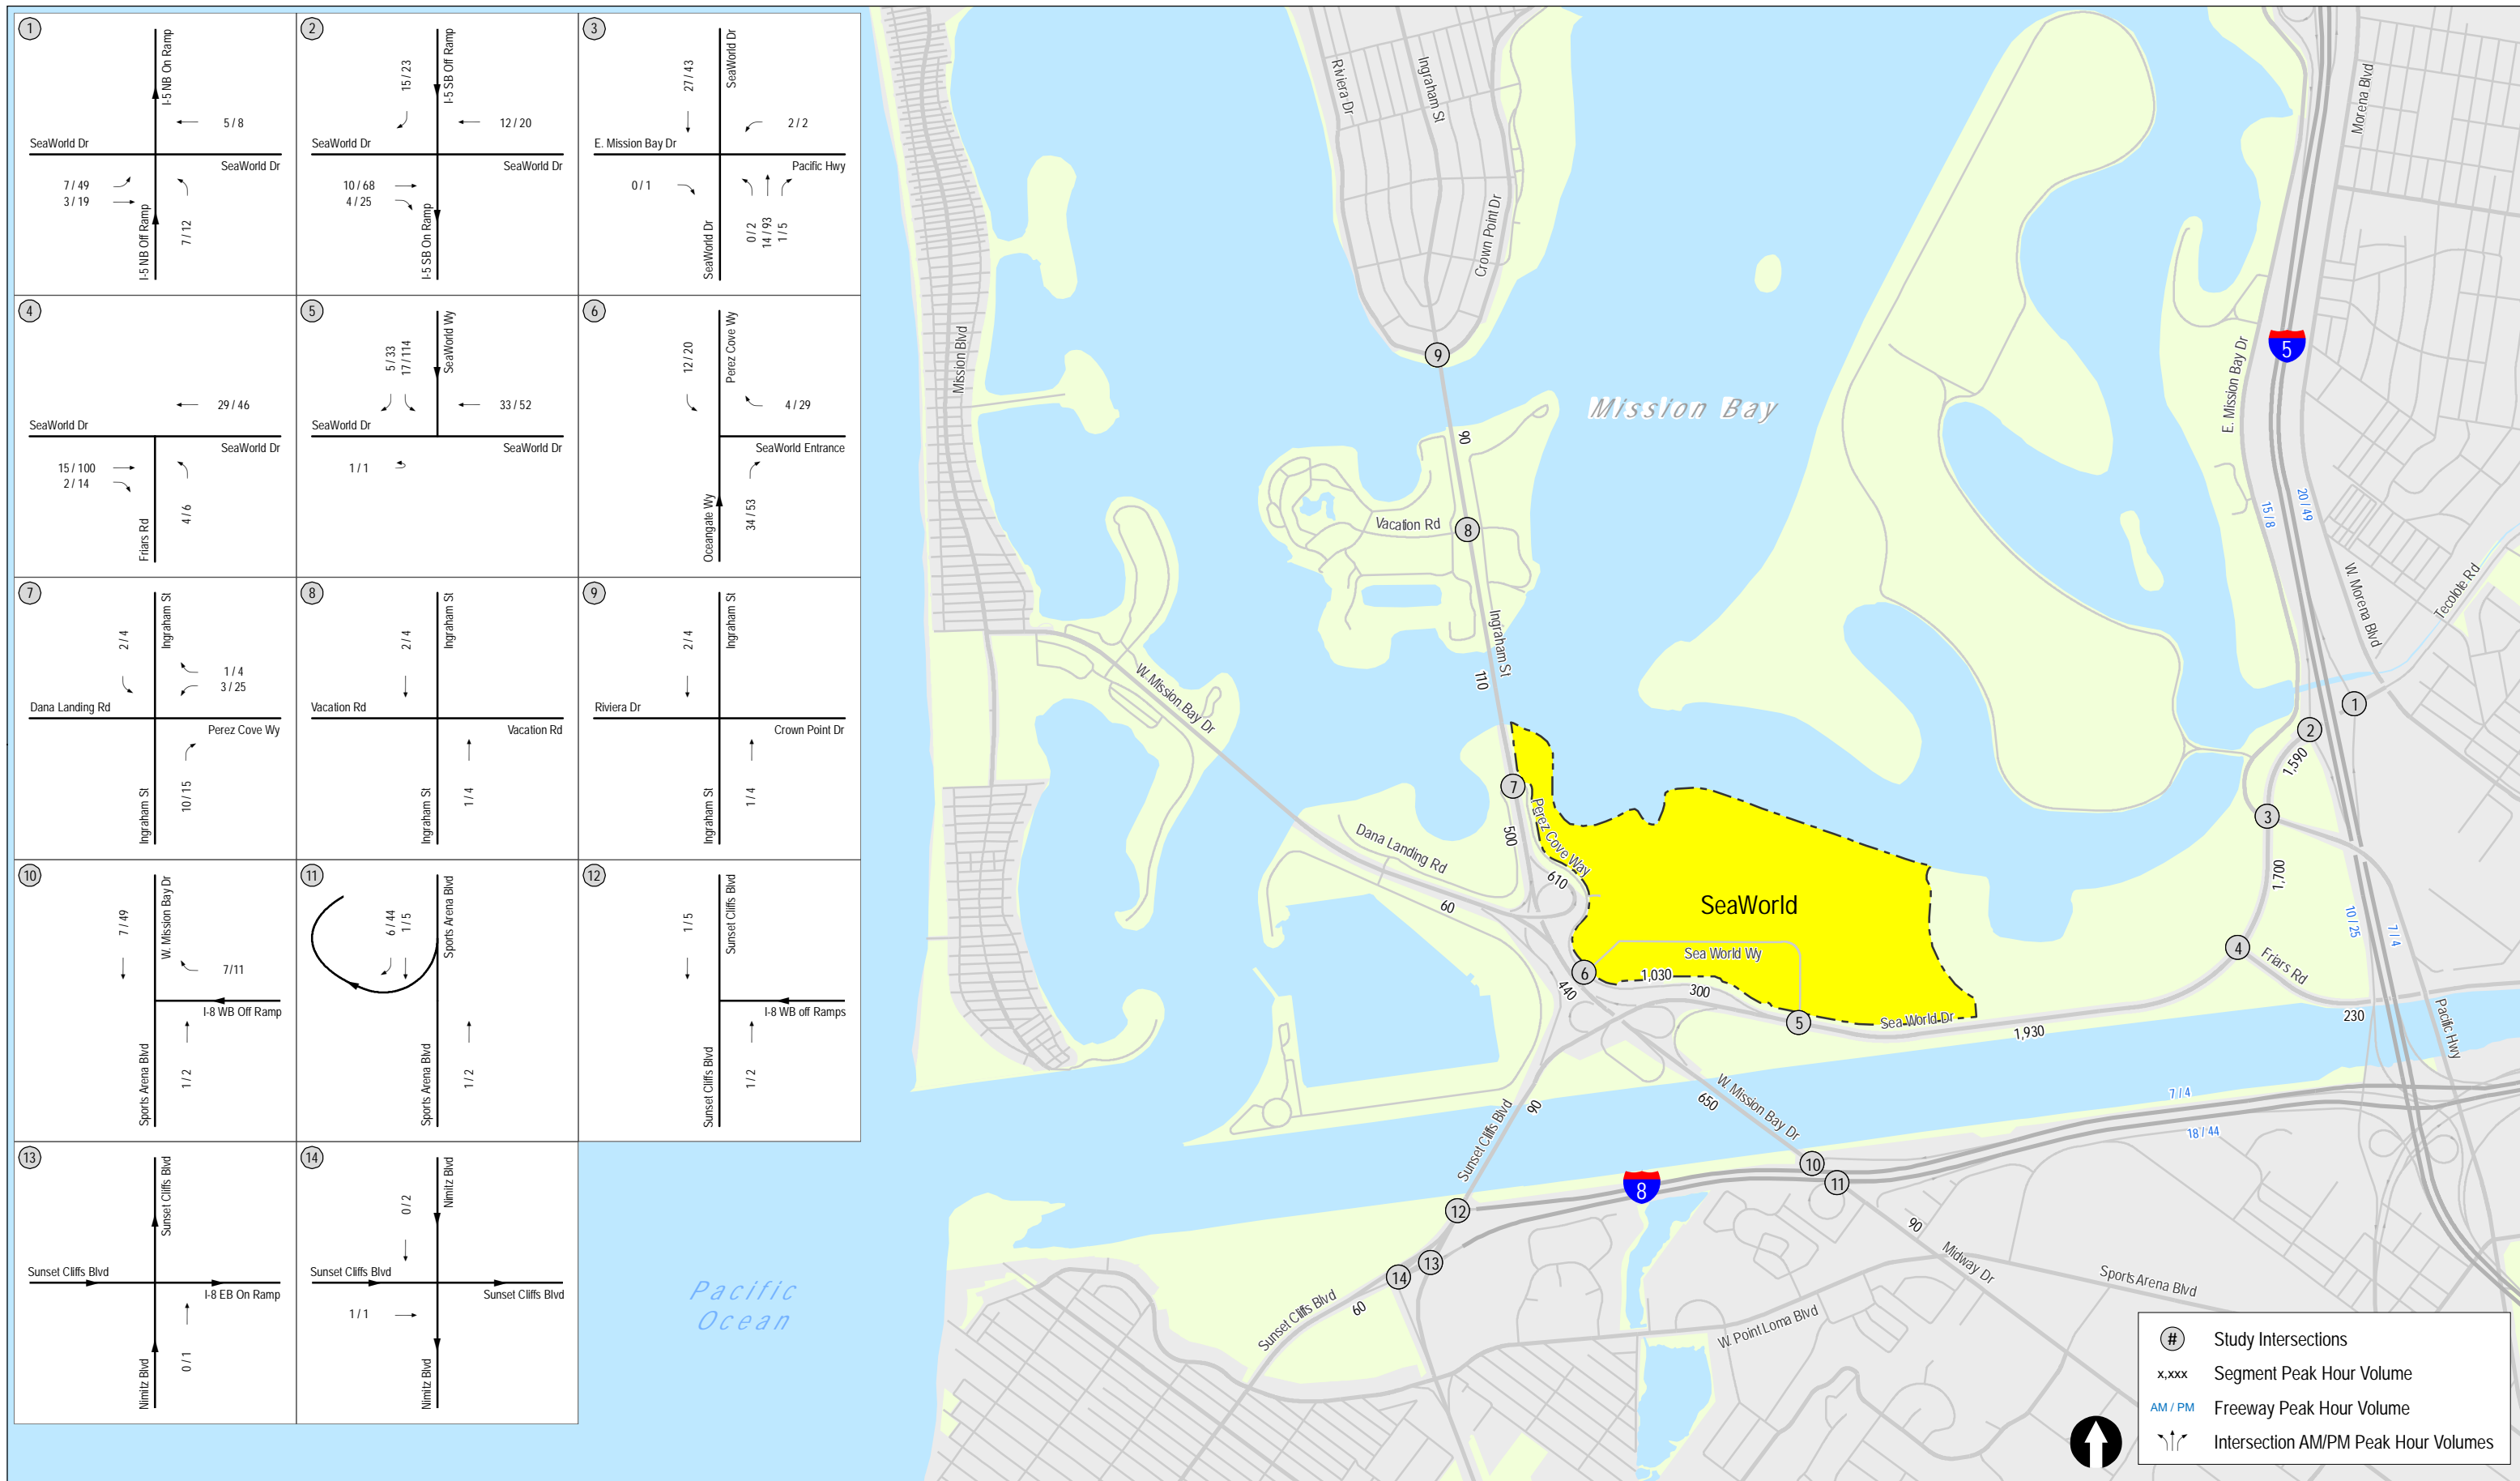 1
I-5 NB On Ramp
5 / 8
SeaWorld Dr
SeaWorld Dr
7 / 49
3 / 19
I-5 NB Off Ramp
7 / 12
2
15 / 23
I-5 SB Off Ramp
12 / 20
SeaWorld Dr
SeaWorld Dr
10 / 68
4 / 25
I-5 SB On Ramp
3
27 / 43
SeaWorld Dr
2 / 2
E. Mission Bay Dr
Pacific Hwy
0 / 1
SeaWorld Dr
0 / 2
14 / 93
1 / 5
4
29 / 46
SeaWorld Dr
SeaWorld Dr
15 / 100
2 / 14
Friars Rd
4 / 6
5
5 / 33
17 / 114
SeaWorld Wy
33 / 52
SeaWorld Dr
SeaWorld Dr
1 / 1
6
12 / 20
Perez Cove Wy
4 / 29
SeaWorld Entrance
Oceangate Wy
34 / 53
7
2 / 4
Ingraham St
1 / 4
3 / 25
Dana Landing Rd
Perez Cove Wy
Ingraham St
10 / 15
8
2 / 4
Ingraham St
Vacation Rd
Vacation Rd
Ingraham St
1 / 4
9
2 / 4
Ingraham St
Riviera Dr
Crown Point Dr
Ingraham St
1 / 4
10
7 / 49
W. Mission Bay Dr
7/11
I-8 WB Off Ramp
Sports Arena Blvd
1 / 2
11
6 / 44
1 / 5
Sports Arena Blvd
Sports Arena Blvd
1 / 2
12
1 / 5
Sunset Cliffs Blvd
I-8 WB off Ramps
Sunset Cliffs Blvd
1 / 2
13
Sunset Cliffs Blvd
Sunset Cliffs Blvd
I-8 EB On Ramp
Nimitz Blvd
0 / 1
14
0 / 2
Nimitz Blvd
Sunset Cliffs Blvd
Sunset Cliffs Blvd
1 / 1
Nimitz Blvd
Riviera Dr
Ingraham St
Crown Point Dr
Morena Blvd
Mission Blvd
9
Mission Bay
E. Mission Bay Dr
5
90
Vacation Rd
8
15 / 8
20 / 49
W. Morena Blvd
Tecolote Rd
Ingraham St
110
W. Mission Bay Dr
1
2
1,590
7
3
Perez Cove Way
500
Dana Landing Rd
610
60
SeaWorld
1,700
10 / 25
7 / 4
4
Friars Rd
Sea World Wy
6
1,030
300
440
5
Sea World Dr
1,930
230
Pacific Hwy
W. Mission Bay Dr
650
90
Sunset Cliffs Blvd
7 / 4
18 / 44
10
11
8
12
13
14
90
Midway Dr
Sports Arena Blvd
Sunset Cliffs Blvd
60
W. Point Loma Blvd
Pacific
Ocean
# Study Intersections
x,xxx Segment Peak Hour Volume
AM / PM Freeway Peak Hour Volume
Intersection AM/PM Peak Hour Volumes